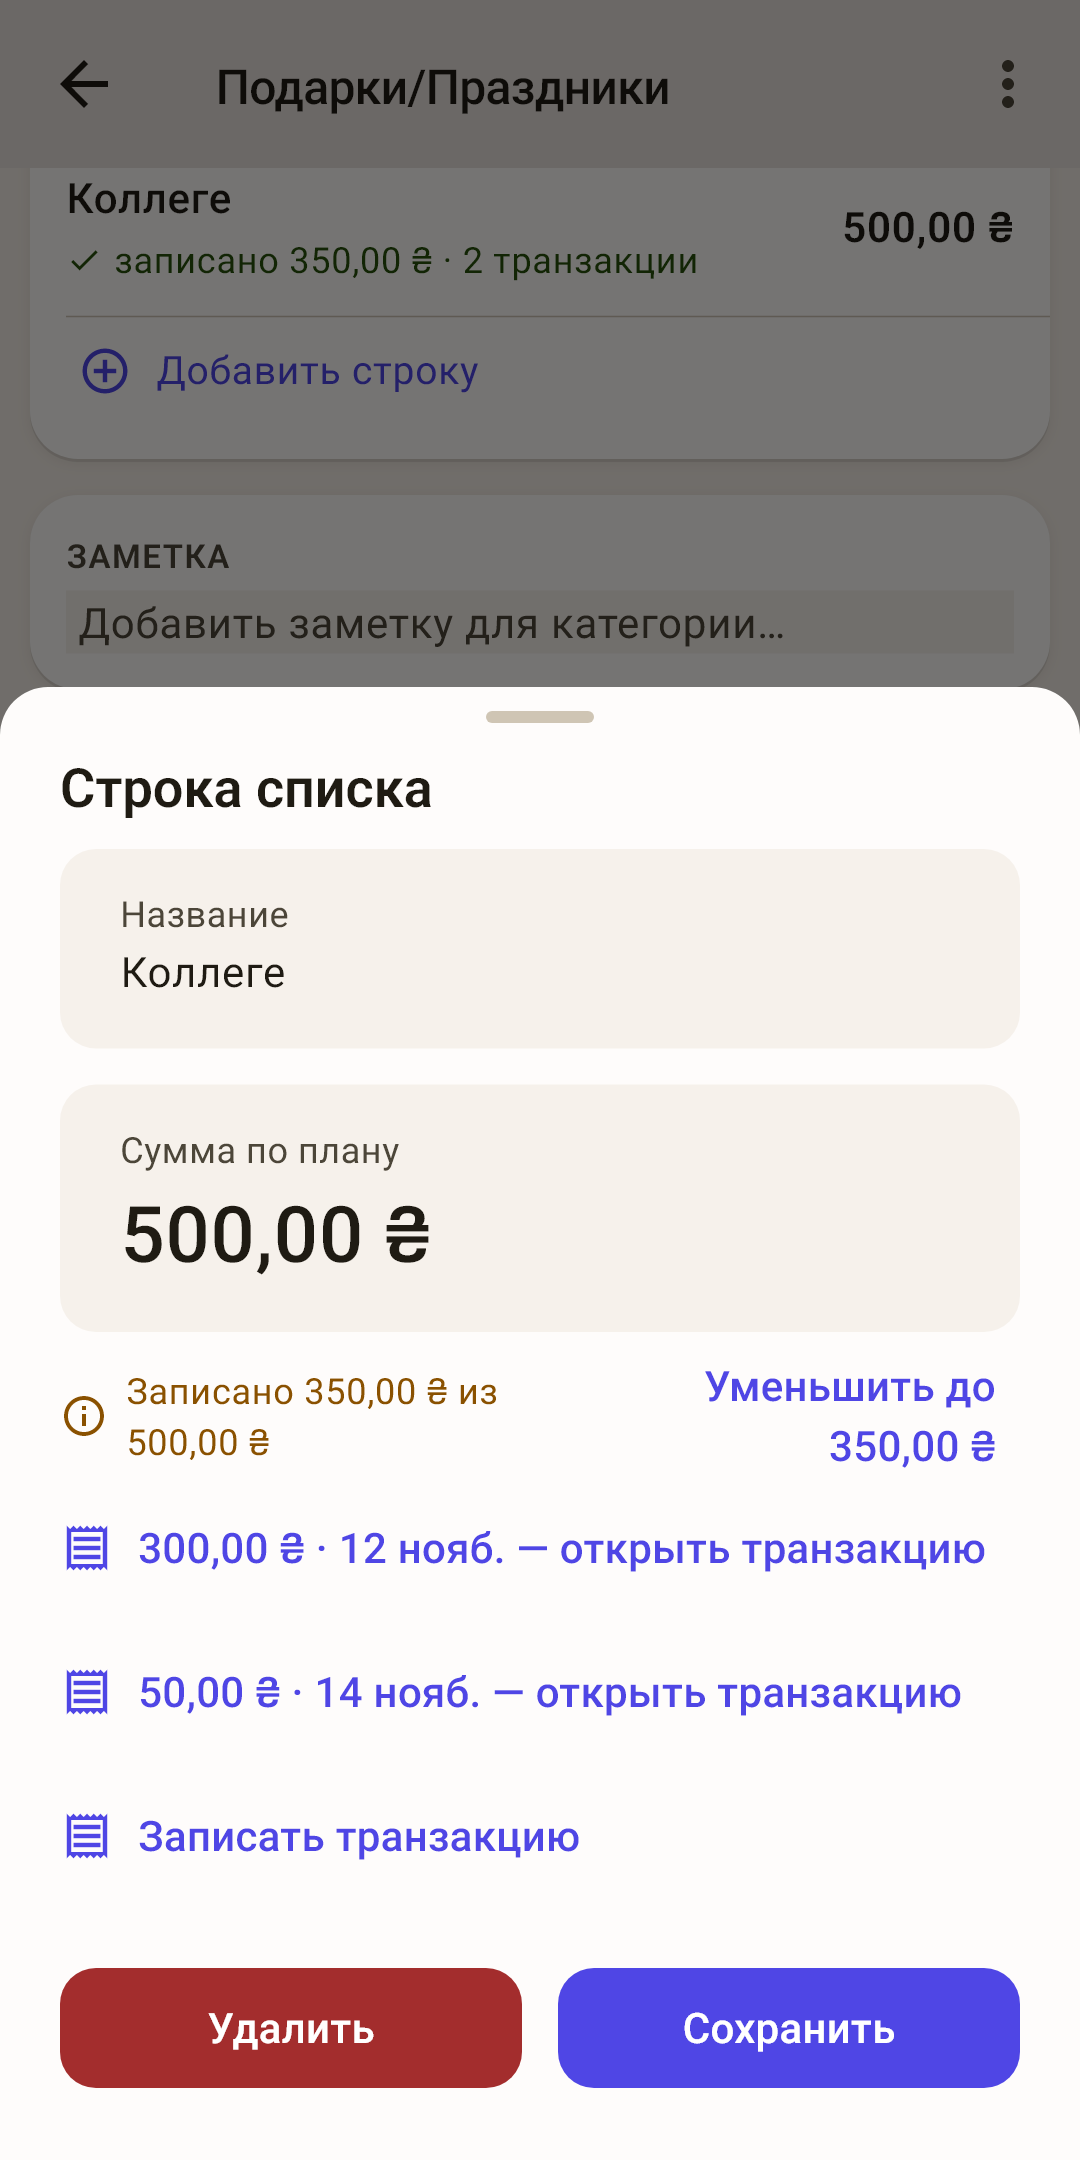 Подарки/Праздники
Коллеге
500,00 ₴
записано 350,00 ₴ · 2 транзакции
Добавить строку
ЗАМЕТКА
Добавить заметку для категории…
Строка списка
Название
Коллеге
Сумма по плану
500,00 ₴
Записано 350,00 ₴ из
500,00 ₴
Уменьшить до
350,00 ₴
300,00 ₴ · 12 нояб. — открыть транзакцию
50,00 ₴ · 14 нояб. — открыть транзакцию
Записать транзакцию
Удалить
Сохранить